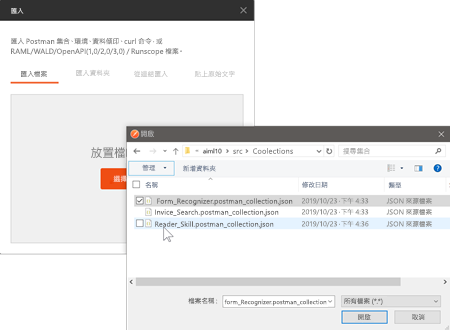 匯入
匯入 Postman 集合、環境、資料傾印、curl 命令、或
RAML/WALD/OpenAPI(1,0/2,0/3,0) / Runscope 檔案。
匯入檔案
匯入資料夾
從連結匯入
貼上原始文字
放置檔
選擇
開啟
aiml10 > src > Coolections
搜尋集合
管理
新增資料夾
名稱 修改日期 類型
Form_Recognizer.postman_collection.json 2019/10/23 下午 4:33 JSON 來源檔案
Invice_Search.postman_collection.json 2019/10/23 下午 4:33 JSON 來源檔案
Reader_Skill.postman_collection.json 2019/10/23 下午 4:36 JSON 來源檔案
檔案名稱: form_Recognizer.postman_collection
所有檔案 (*.*)
開啟
取消